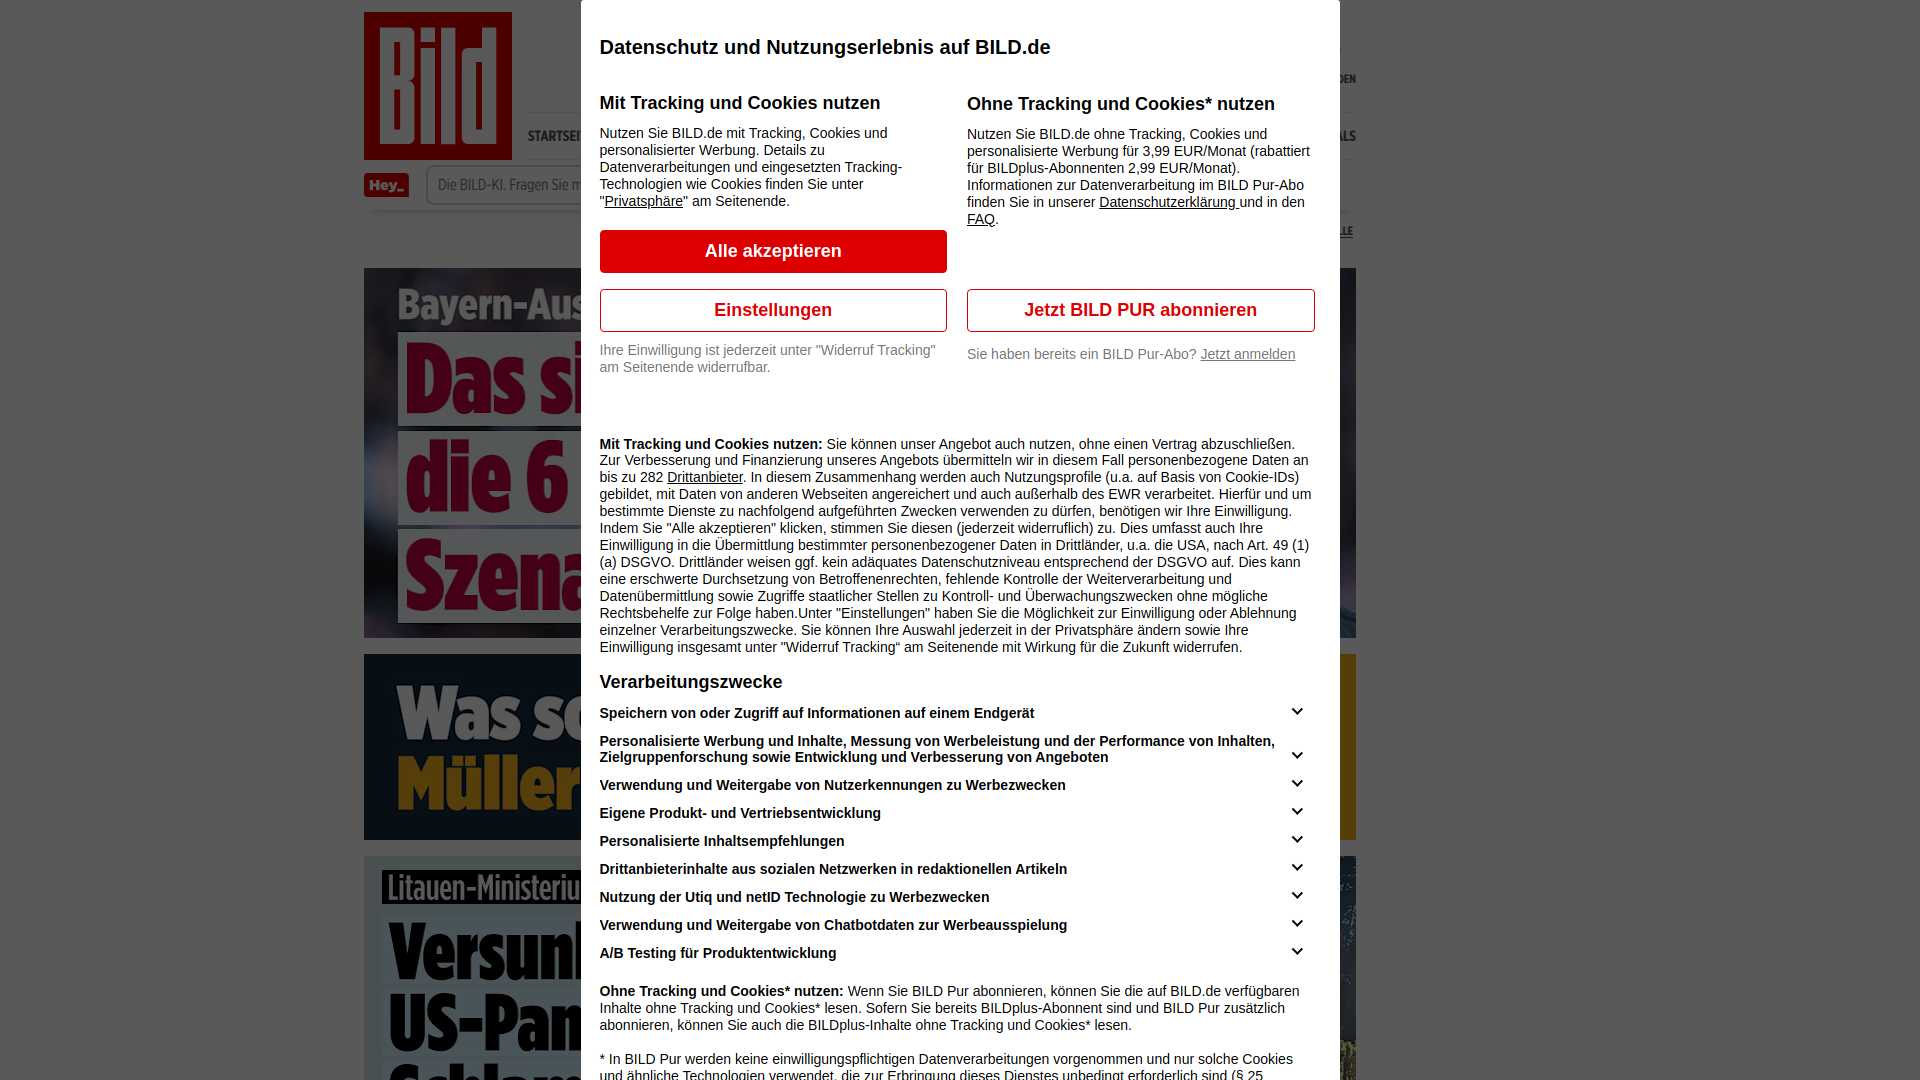 Bild
STARTSEI
Hey_
Die BILD-KI. Fragen Sie m
Bayern-Aus
Das si
die 6
Szena
Was so
Müller
Litauen-Ministeriu
Versunk
US-Pan
Datenschutz und Nutzungserlebnis auf BILD.de
Mit Tracking und Cookies nutzen
Nutzen Sie BILD.de mit Tracking, Cookies und
personalisierter Werbung. Details zu
Datenverarbeitungen und eingesetzten Tracking-
Technologien wie Cookies finden Sie unter
"Privatsphäre" am Seitenende.
Alle akzeptieren
Einstellungen
Ihre Einwilligung ist jederzeit unter "Widerruf Tracking"
am Seitenende widerrufbar.
Ohne Tracking und Cookies* nutzen
Nutzen Sie BILD.de ohne Tracking, Cookies und
personalisierte Werbung für 3,99 EUR/Monat (rabattiert
für BILDplus-Abonnenten 2,99 EUR/Monat).
Informationen zur Datenverarbeitung im BILD Pur-Abo
finden Sie in unserer Datenschutzerklärung und in den
FAQ.
Jetzt BILD PUR abonnieren
Sie haben bereits ein BILD Pur-Abo? Jetzt anmelden
Mit Tracking und Cookies nutzen: Sie können unser Angebot auch nutzen, ohne einen Vertrag abzuschließen.
Zur Verbesserung und Finanzierung unseres Angebots übermitteln wir in diesem Fall personenbezogene Daten an
bis zu 282 Drittanbieter. In diesem Zusammenhang werden auch Nutzungsprofile (u.a. auf Basis von Cookie-IDs)
gebildet, mit Daten von anderen Webseiten angereichert und auch außerhalb des EWR verarbeitet. Hierfür und um
bestimmte Dienste zu nachfolgend aufgeführten Zwecken verwenden zu dürfen, benötigen wir Ihre Einwilligung.
Indem Sie "Alle akzeptieren" klicken, stimmen Sie diesen (jederzeit widerruflich) zu. Dies umfasst auch Ihre
Einwilligung in die Übermittlung bestimmter personenbezogener Daten in Drittländer, u.a. die USA, nach Art. 49 (1)
(a) DSGVO. Drittländer weisen ggf. kein adäquates Datenschutzniveau entsprechend der DSGVO auf. Dies kann
eine erschwerte Durchsetzung von Betroffenenrechten, fehlende Kontrolle der Weiterverarbeitung und
Datenübermittlung sowie Zugriffe staatlicher Stellen zu Kontroll- und Überwachungszwecken ohne mögliche
Rechtsbehelfe zur Folge haben.Unter "Einstellungen" haben Sie die Möglichkeit zur Einwilligung oder Ablehnung
einzelner Verarbeitungszwecke. Sie können Ihre Auswahl jederzeit in der Privatsphäre ändern sowie Ihre
Einwilligung insgesamt unter "Widerruf Tracking“ am Seitenende mit Wirkung für die Zukunft widerrufen.
Verarbeitungszwecke
Speichern von oder Zugriff auf Informationen auf einem Endgerät
Personalisierte Werbung und Inhalte, Messung von Werbeleistung und der Performance von Inhalten,
Zielgruppenforschung sowie Entwicklung und Verbesserung von Angeboten
Verwendung und Weitergabe von Nutzerkennungen zu Werbezwecken
Eigene Produkt- und Vertriebsentwicklung
Personalisierte Inhaltsempfehlungen
Drittanbieterinhalte aus sozialen Netzwerken in redaktionellen Artikeln
Nutzung der Utiq und netID Technologie zu Werbezwecken
Verwendung und Weitergabe von Chatbotdaten zur Werbeausspielung
A/B Testing für Produktentwicklung
Ohne Tracking und Cookies* nutzen: Wenn Sie BILD Pur abonnieren, können Sie die auf BILD.de verfügbaren
Inhalte ohne Tracking und Cookies* lesen. Sofern Sie bereits BILDplus-Abonnent sind und BILD Pur zusätzlich
abonnieren, können Sie auch die BILDplus-Inhalte ohne Tracking und Cookies* lesen.
* In BILD Pur werden keine einwilligungspflichtigen Datenverarbeitungen vorgenommen und nur solche Cookies
und ähnliche Technologien verwendet, die zur Erbringung dieses Dienstes unbedingt erforderlich sind (§ 25